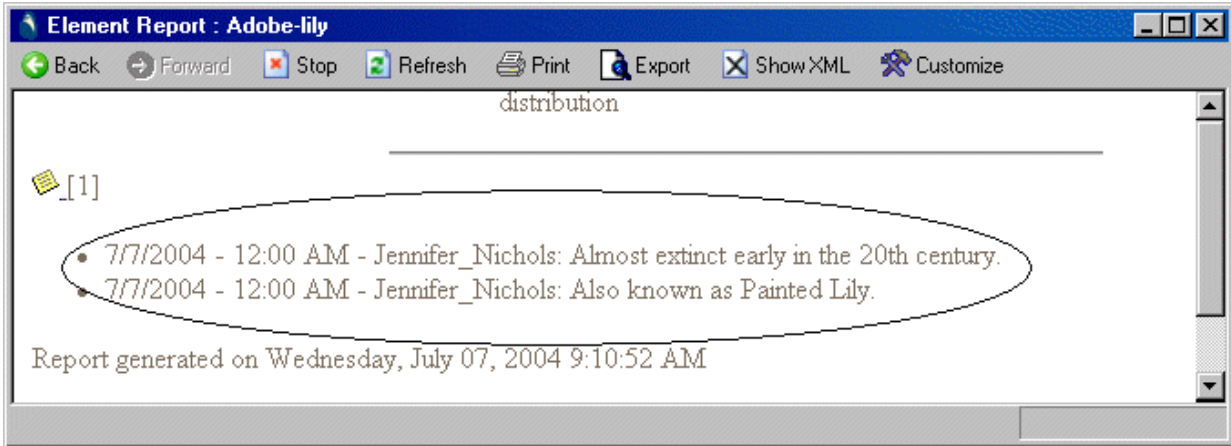 Element Report : Adobe-lily
Back Forward Stop Refresh Print Export Show XML Customize
distribution
[1]
• 7/7/2004 - 12:00 AM - Jennifer_Nichols: Almost extinct early in the 20th century.
• 7/7/2004 - 12:00 AM - Jennifer_Nichols: Also known as Painted Lily.
Report generated on Wednesday, July 07, 2004 9:10:52 AM